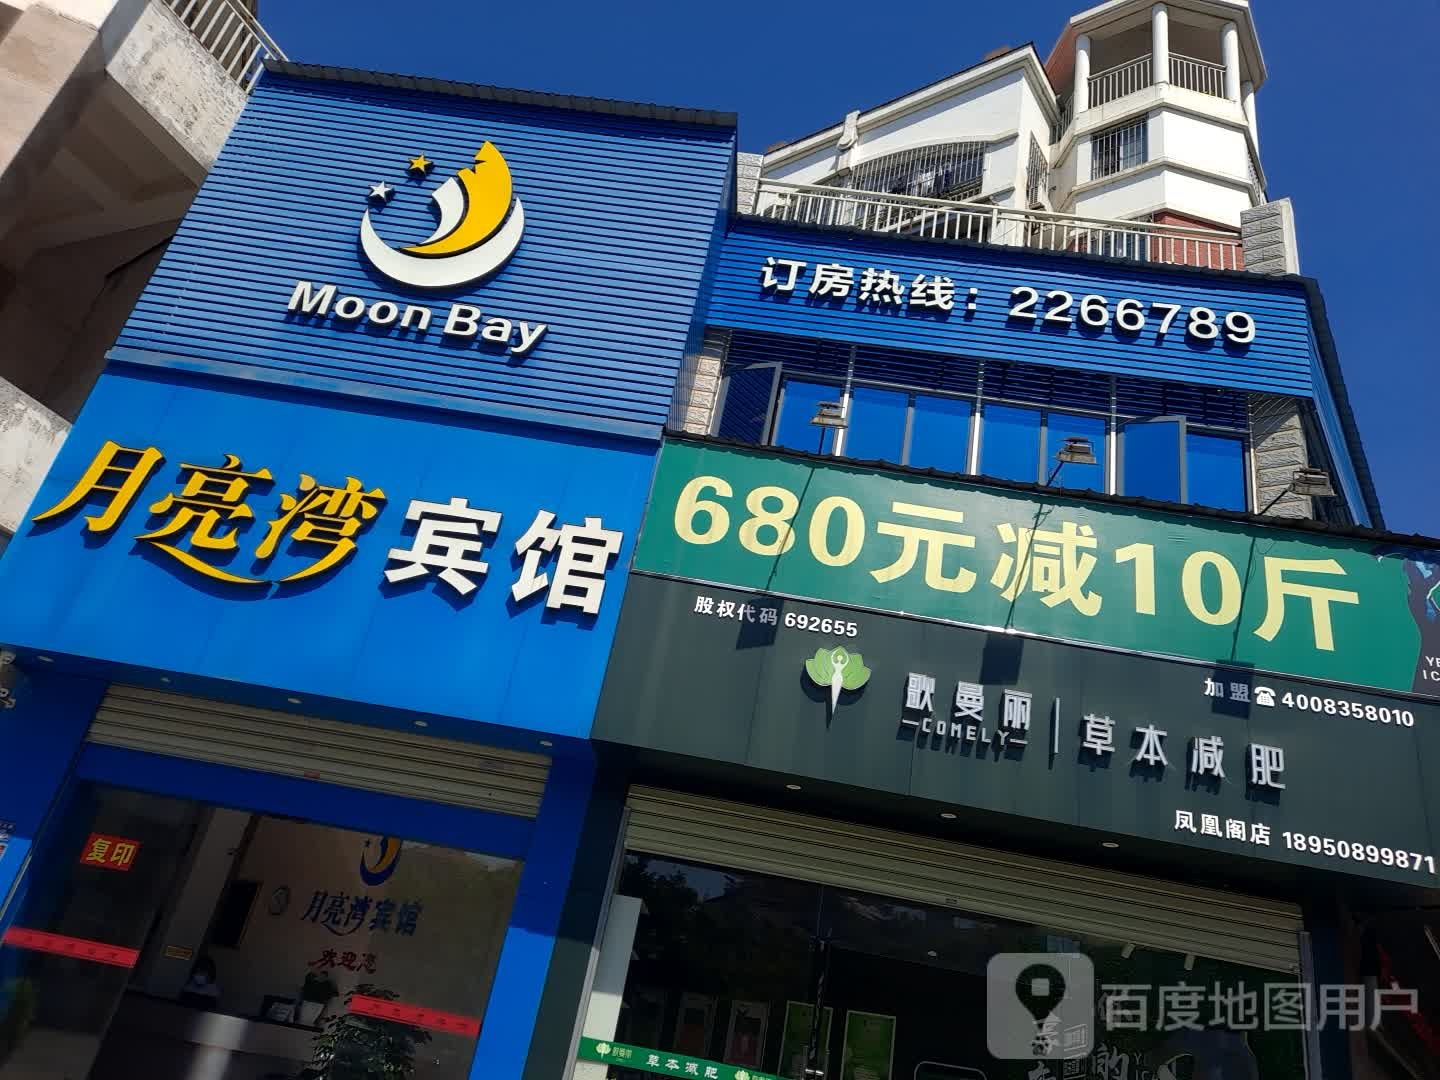 Moon Bay
订房热线：2266789
月亮湾宾馆
680元减10斤
股权代码 692655
加盟☎4008358010
歌曼丽
COMELY
草本减肥
凤凰阁店 18950899871
复印
月亮湾宾馆
欢迎您
草本减肥
百度地图用户